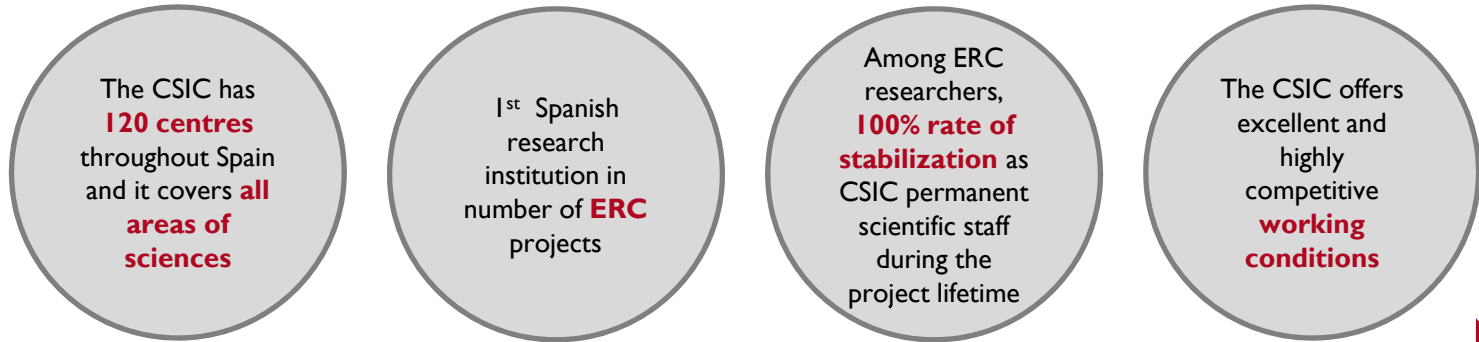 The CSIC has
120 centres
throughout Spain
and it covers all
areas of
sciences
1st Spanish
research
institution in
number of ERC
projects
Among ERC
researchers,
100% rate of
stabilization as
CSIC permanent
scientific staff
during the
project lifetime
The CSIC offers
excellent and
highly
competitive
working
conditions